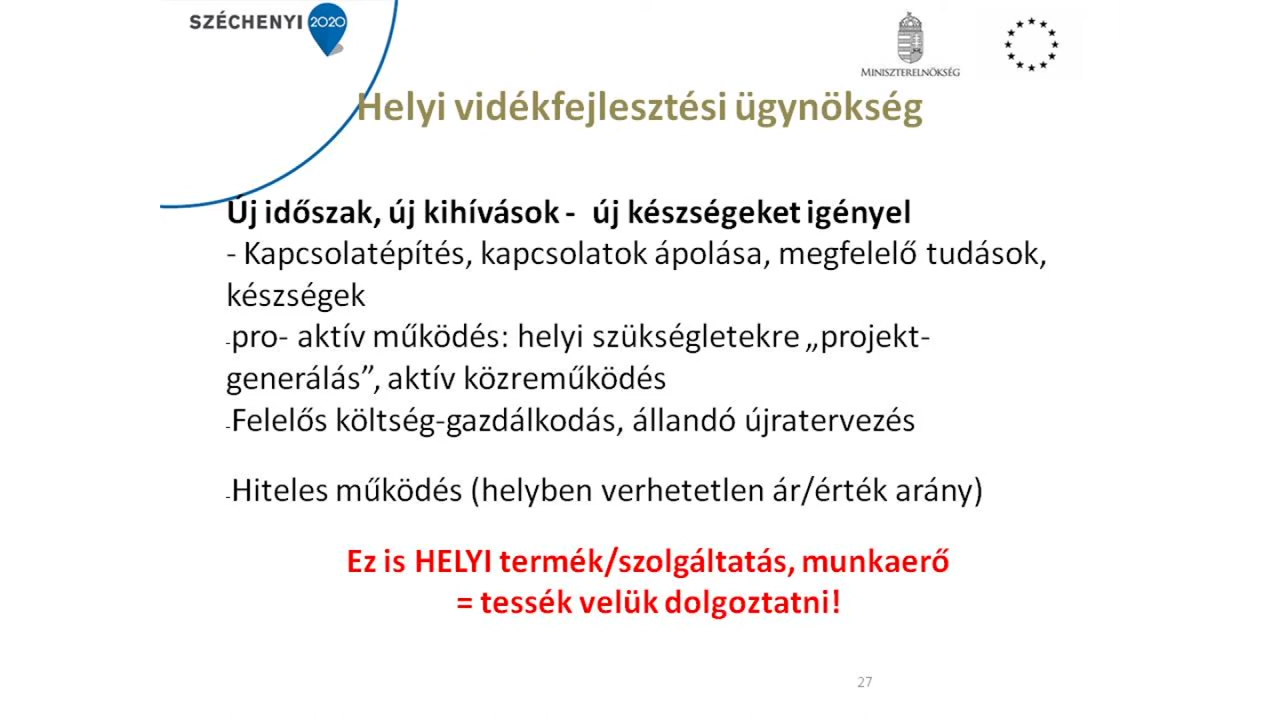 SZÉCHENYI 2020
MINISZTERELNÖKSÉG
Helyi vidékfejlesztési ügynökség
Új időszak, új kihívások - új készségeket igényel
- Kapcsolatépítés, kapcsolatok ápolása, megfelelő tudások,
készségek
-pro- aktív működés: helyi szükségletekre „projekt-
generálás”, aktív közreműködés
-Felelős költség-gazdálkodás, állandó újratervezés
-Hiteles működés (helyben verhetetlen ár/érték arány)
Ez is HELYI termék/szolgáltatás, munkaerő
= tessék velük dolgoztatni!
27